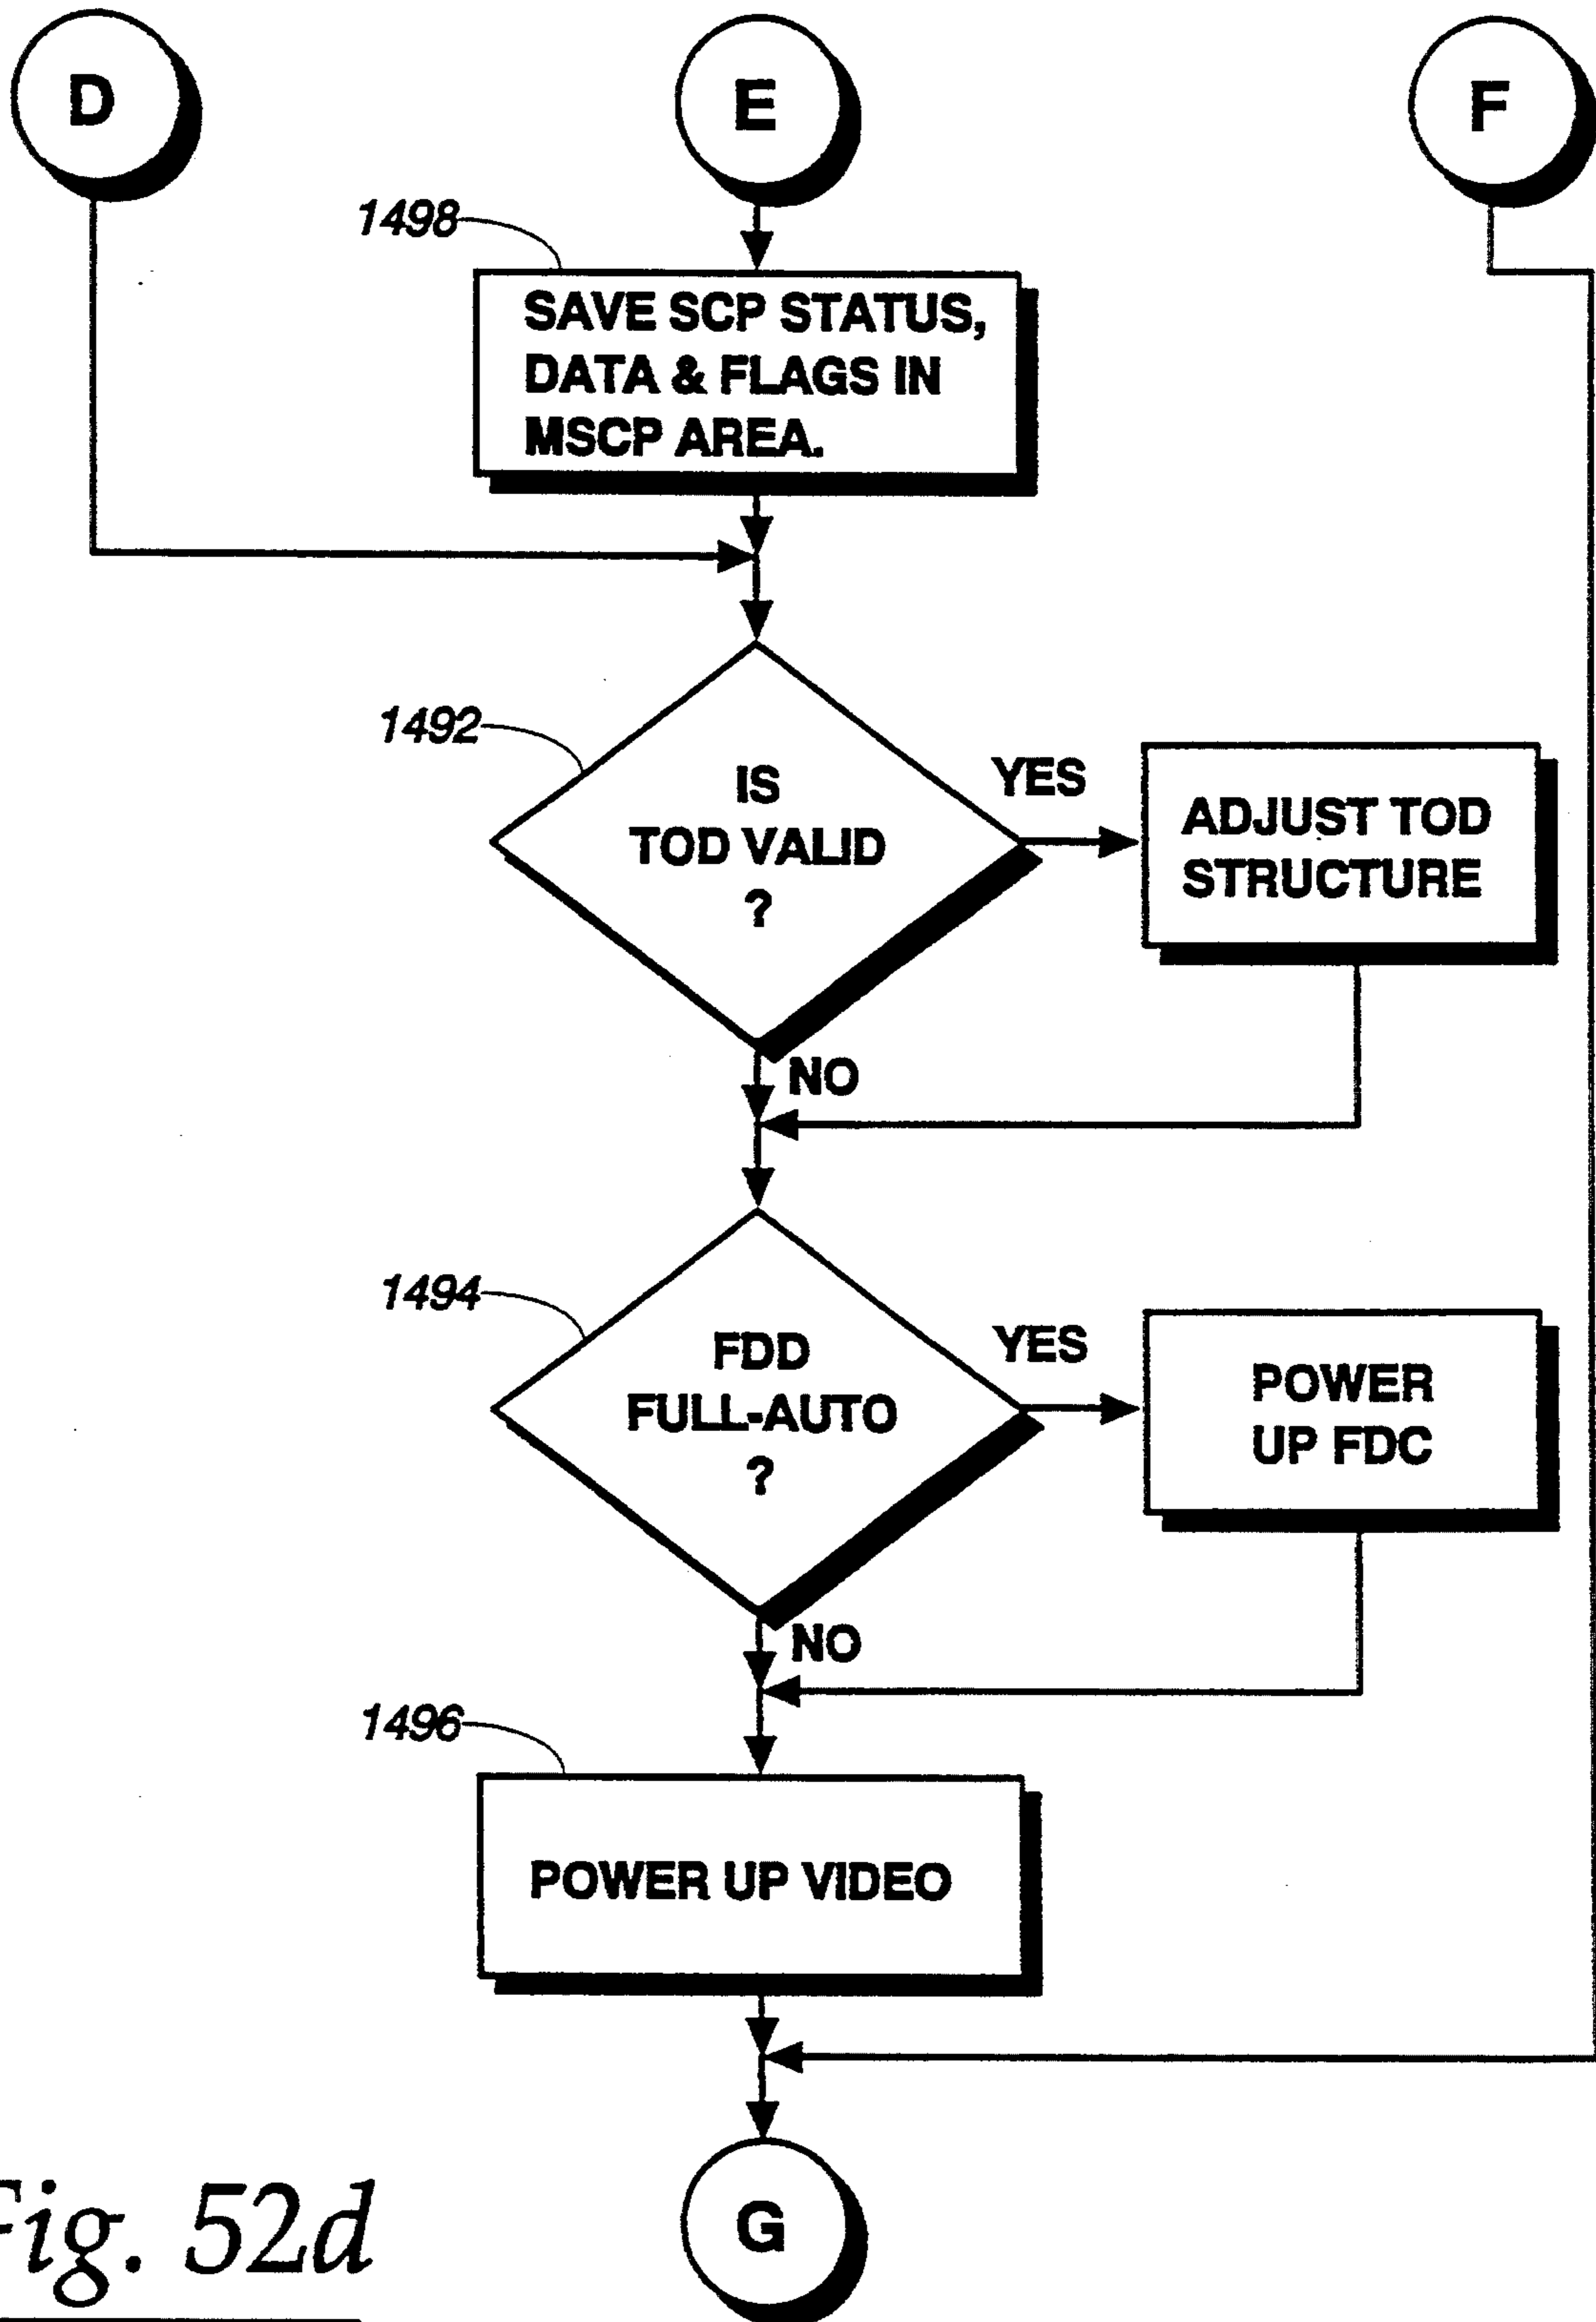 D
E
F
1498
SAVE SCP STATUS,
DATA & FLAGS IN
MSCP AREA.
1492
IS
TOD VALID
?
YES
ADJUST TOD
STRUCTURE
NO
1494
FDD
FULL-AUTO
?
YES
POWER
UP FDC
NO
1496
POWER UP VIDEO
G
Fig. 52d